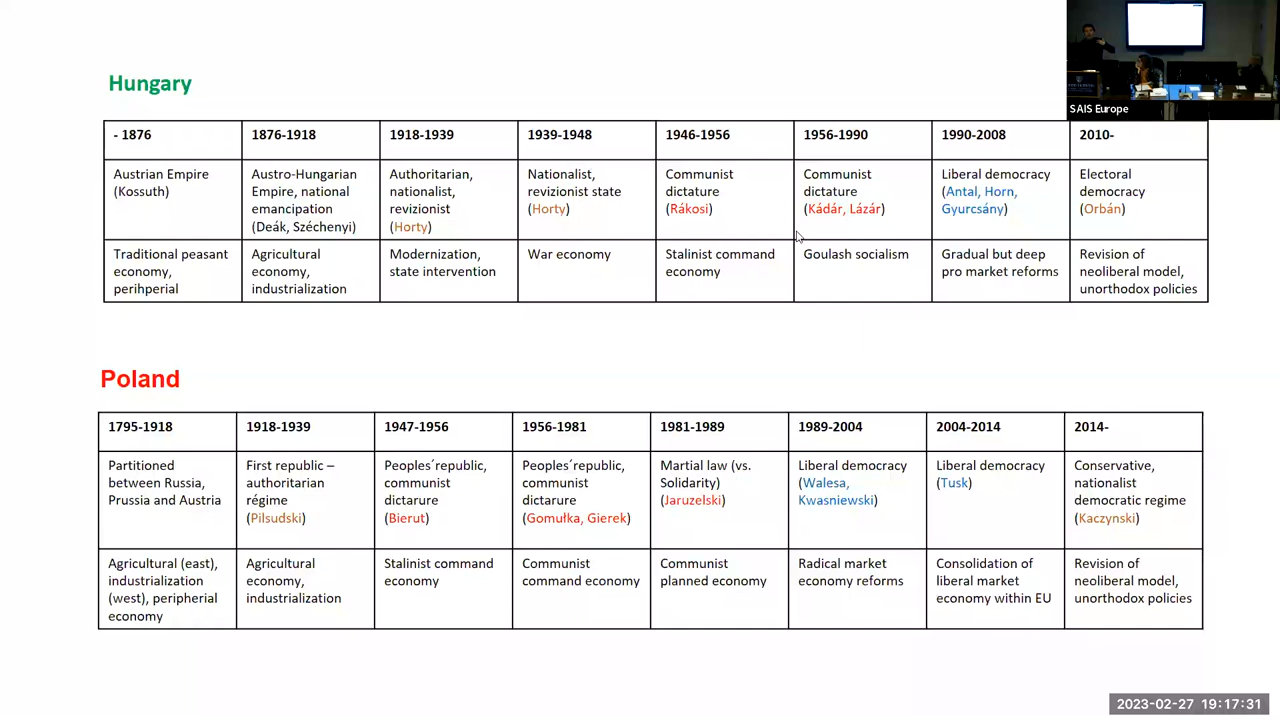 SAIS Europe
Hungary
- 1876
1876-1918
1918-1939
1939-1948
1946-1956
1956-1990
1990-2008
2010-
Austrian Empire
(Kossuth)
Austro-Hungarian
Empire, national
emancipation
(Deák, Széchenyi)
Authoritarian,
nationalist,
revizionist
(Horty)
Nationalist,
revizionist state
(Horty)
Communist
dictature
(Rákosi)
Communist
dictature
(Kádár, Lázár)
Liberal democracy
(Antal, Horn,
Gyurcsány)
Electoral
democracy
(Orbán)
Traditional peasant
economy,
perihperial
Agricultural
economy,
industrialization
Modernization,
state intervention
War economy
Stalinist command
economy
Goulash socialism
Gradual but deep
pro market reforms
Revision of
neoliberal model,
unorthodox policies
Poland
1795-1918
1918-1939
1947-1956
1956-1981
1981-1989
1989-2004
2004-2014
2014-
Partitioned
between Russia,
Prussia and Austria
First republic –
authoritarian
régime
(Pilsudski)
Peoples´republic,
communist
dictarure
(Bierut)
Peoples´republic,
communist
dictarure
(Gomułka, Gierek)
Martial law (vs.
Solidarity)
(Jaruzelski)
Liberal democracy
(Walesa,
Kwasniewski)
Liberal democracy
(Tusk)
Conservative,
nationalist
democratic regime
(Kaczynski)
Agricultural (east),
industrialization
(west), peripherial
economy
Agricultural
economy,
industrialization
Stalinist command
economy
Communist
command economy
Communist
planned economy
Radical market
economy reforms
Consolidation of
liberal market
economy within EU
Revision of
neoliberal model,
unorthodox policies
2023-02-27 19:17:31